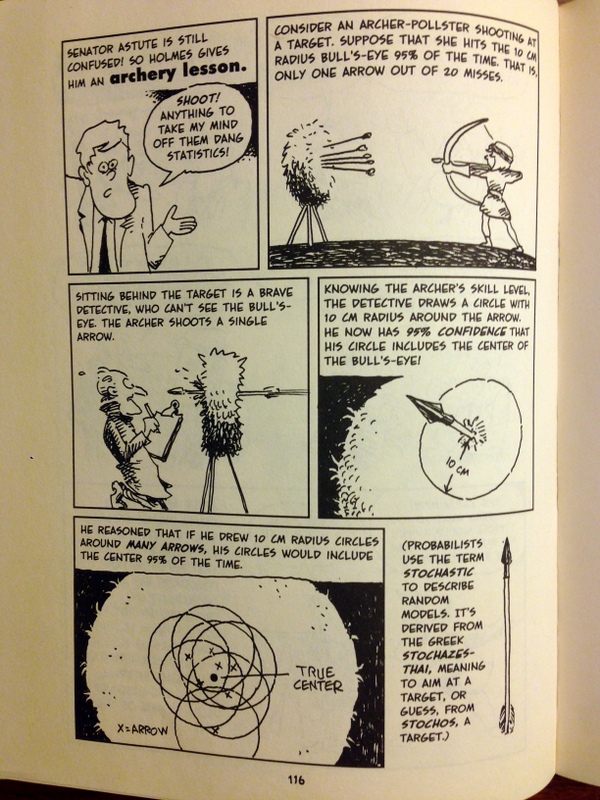 SENATOR ASTUTE IS STILL
CONFUSED! SO HOLMES GIVES
HIM AN archery lesson.
SHOOT!
ANYTHING TO
TAKE MY MIND
OFF THEM DANG
STATISTICS!
CONSIDER AN ARCHER-POLLSTER SHOOTING AT
A TARGET. SUPPOSE THAT SHE HITS THE 10 CM
RADIUS BULL'S-EYE 95% OF THE TIME. THAT IS,
ONLY ONE ARROW OUT OF 20 MISSES.
SITTING BEHIND THE TARGET IS A BRAVE
DETECTIVE, WHO CAN'T SEE THE BULL'S-
EYE. THE ARCHER SHOOTS A SINGLE
ARROW.
KNOWING THE ARCHER'S SKILL LEVEL,
THE DETECTIVE DRAWS A CIRCLE WITH
10 CM RADIUS AROUND THE ARROW.
HE NOW HAS 95% CONFIDENCE THAT
HIS CIRCLE INCLUDES THE CENTER OF
THE BULL'S-EYE!
10 CM
HE REASONED THAT IF HE DREW 10 CM RADIUS CIRCLES
AROUND MANY ARROWS, HIS CIRCLES WOULD INCLUDE
THE CENTER 95% OF THE TIME.
TRUE
CENTER
X=ARROW
(PROBABILISTS
USE THE TERM
STOCHASTIC
TO DESCRIBE
RANDOM
MODELS. IT'S
DERIVED FROM
THE GREEK
STOCHAZES-
THAI, MEANING
TO AIM AT A
TARGET, OR
GUESS, FROM
STOCHOS, A
TARGET.)
116